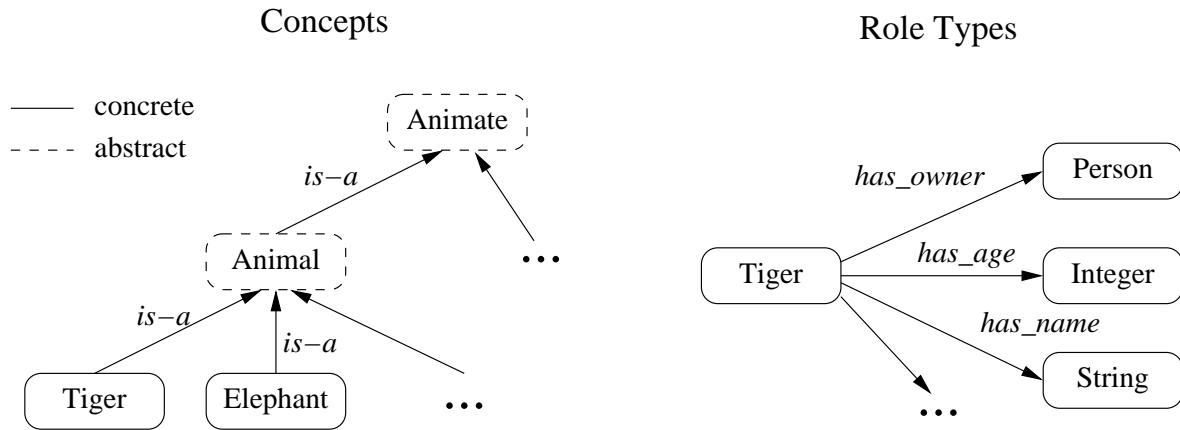 Concepts
Role Types
concrete
abstract
Animate
is-a
Animal
...
is-a
is-a
Tiger
Elephant
...
has_owner
Person
Tiger
has_age
Integer
has_name
String
...